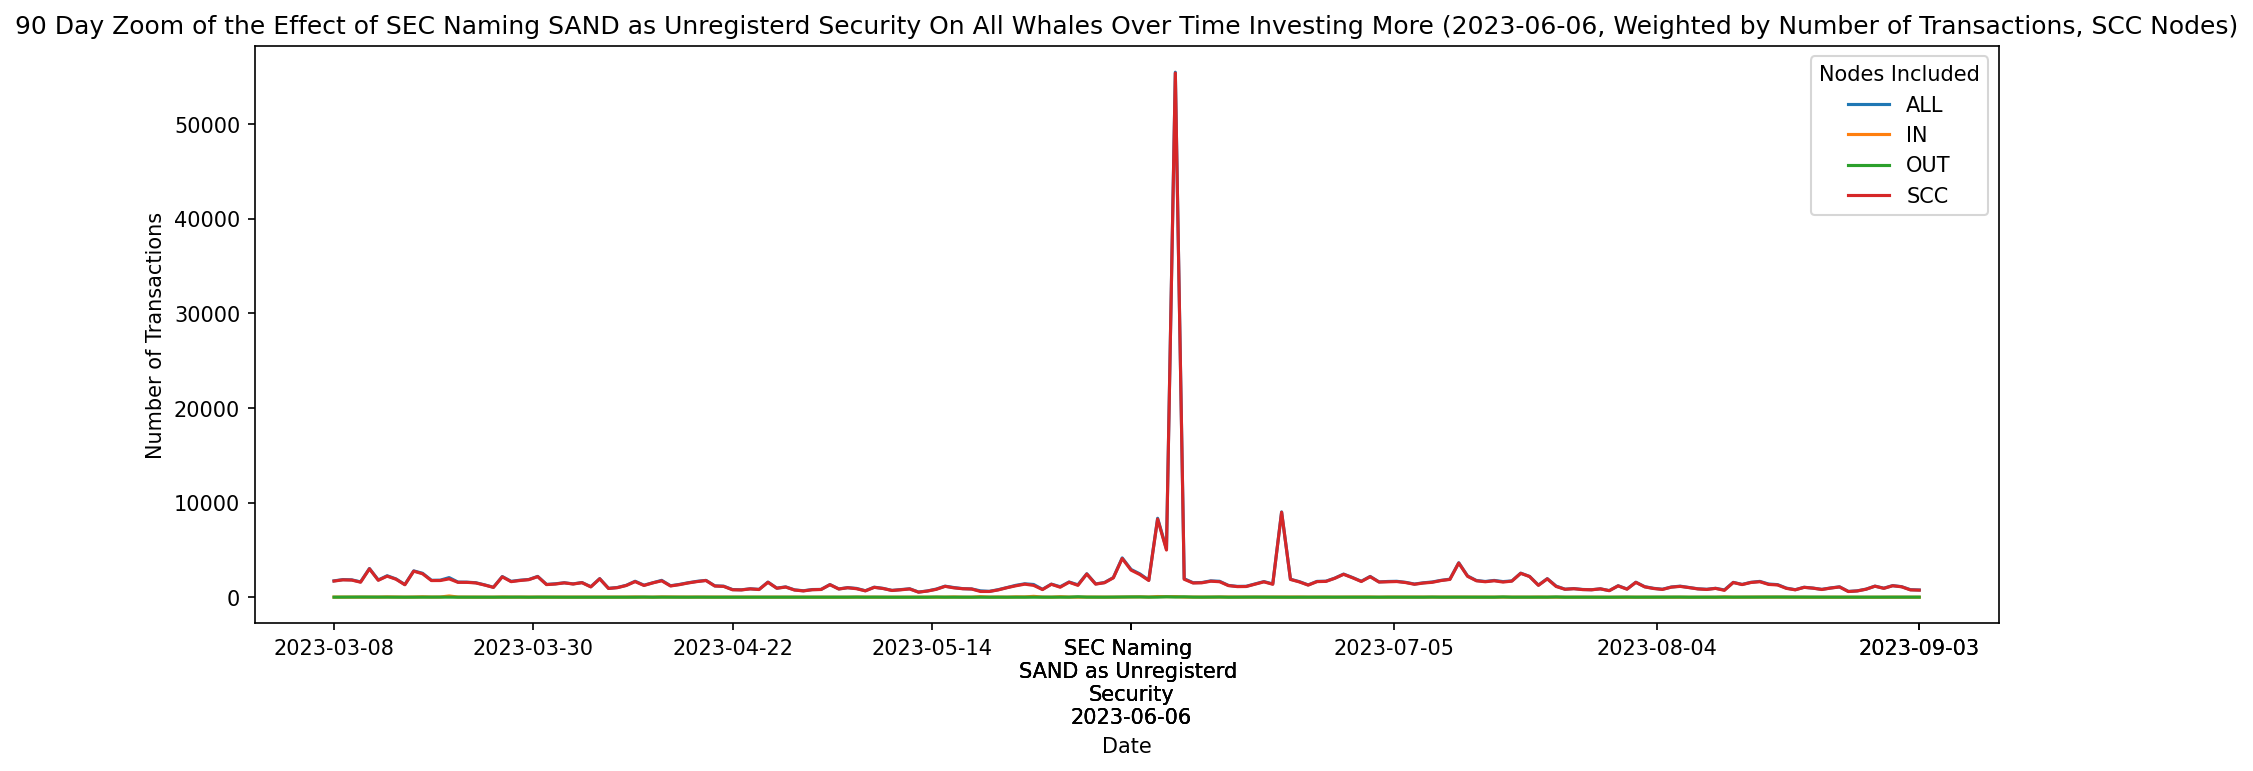 90 Day Zoom of the Effect of SEC Naming SAND as Unregisterd Security On All Whales Over Time Investing More (2023-06-06, Weighted by Number of Transactions, SCC Nodes)
Nodes Included
ALL
IN
OUT
SCC
Number of Transactions
50000
40000
30000
20000
10000
0
2023-03-08
2023-03-30
2023-04-22
2023-05-14
SEC Naming
SAND as Unregisterd
Security
2023-06-06
2023-07-05
2023-08-04
2023-09-03
Date